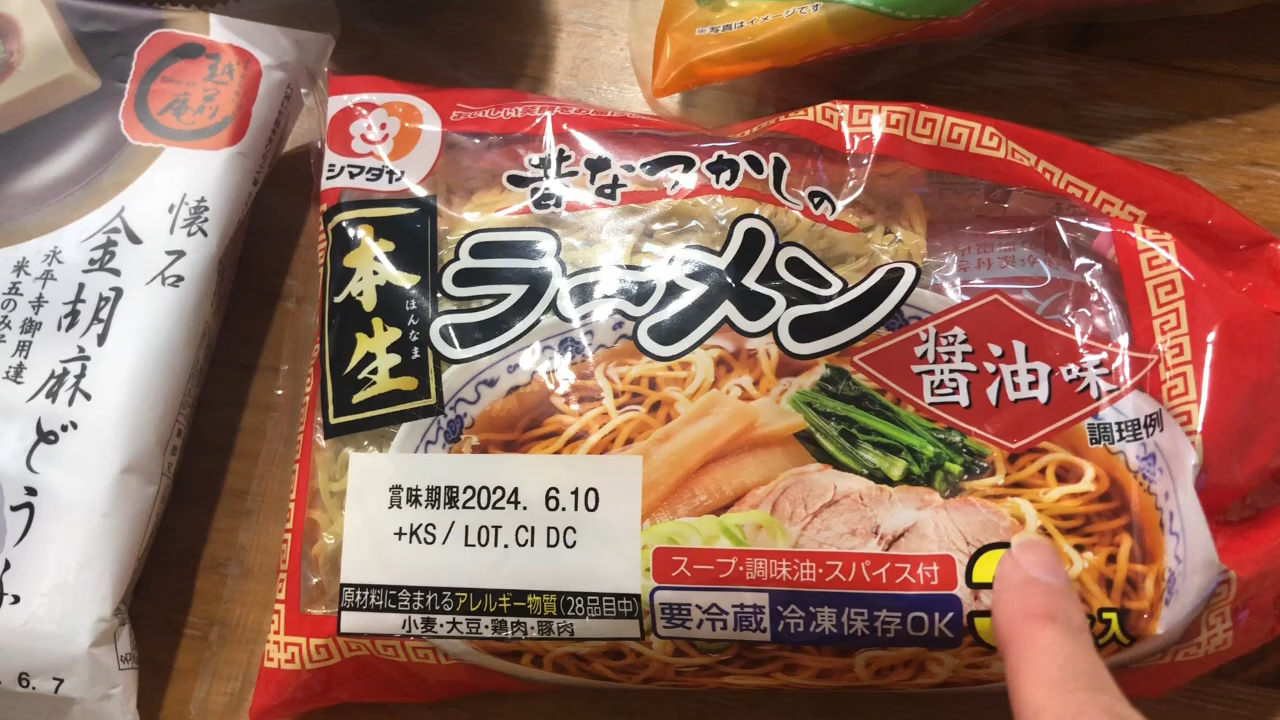 ※写真はイメージです
越前庵
懐石
金胡麻どうふ
永平寺御用達
米五のみそ
6. 7
シマダヤ
昔なつかしの
本生
ほんなま
ラーメン
醤油味
調理例
賞味期限2024. 6.10
+KS / LOT. CI DC
原材料に含まれるアレルギー物質(28品目中)
小麦・大豆・鶏肉・豚肉
スープ・調味油・スパイス付
要冷蔵 冷凍保存OK
入